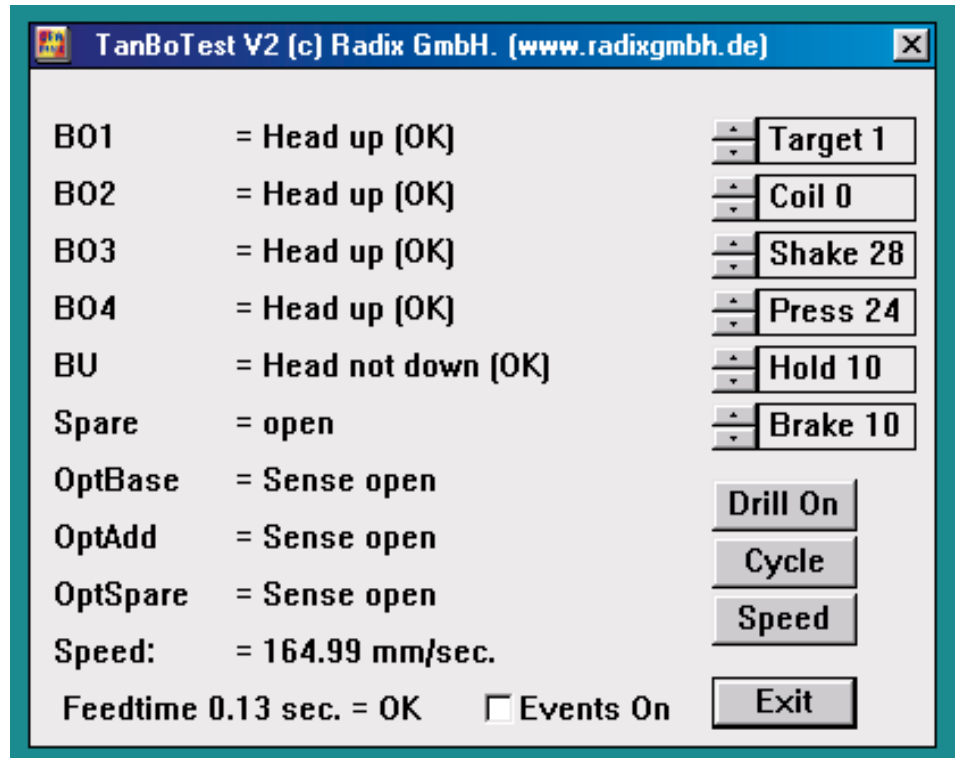 TanBoTest V2 (c) Radix GmbH. (www.radixgmbh.de)
BO1 = Head up (OK) Target 1
BO2 = Head up (OK) Coil 0
BO3 = Head up (OK) Shake 28
BO4 = Head up (OK) Press 24
BU = Head not down (OK) Hold 10
Spare = open Brake 10
OptBase = Sense open
Drill On
OptAdd = Sense open
Cycle
OptSpare = Sense open
Speed
Speed: = 164.99 mm/sec.
Feedtime 0.13 sec. = OK Events On Exit